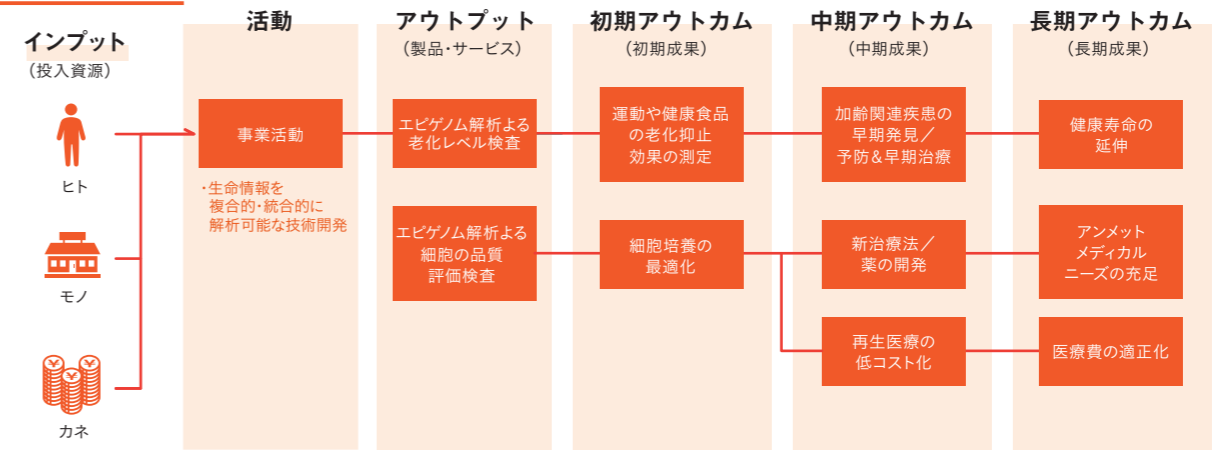 インプット
（投入資源）
ヒト
モノ
¥
¥
¥
カネ
活動
事業活動
・生命情報を
複合的・統合的に
解析可能な技術開発
アウトプット
（製品・サービス）
エピゲノム解析よる
老化レベル検査
エピゲノム解析よる
細胞の品質
評価検査
初期アウトカム
（初期成果）
運動や健康食品
の老化抑止
効果の測定
細胞培養の
最適化
中期アウトカム
（中期成果）
加齢関連疾患の
早期発見／
予防&早期治療
新治療法／
薬の開発
再生医療の
低コスト化
長期アウトカム
（長期成果）
健康寿命の
延伸
アンメット
メディカル
ニーズの充足
医療費の適正化